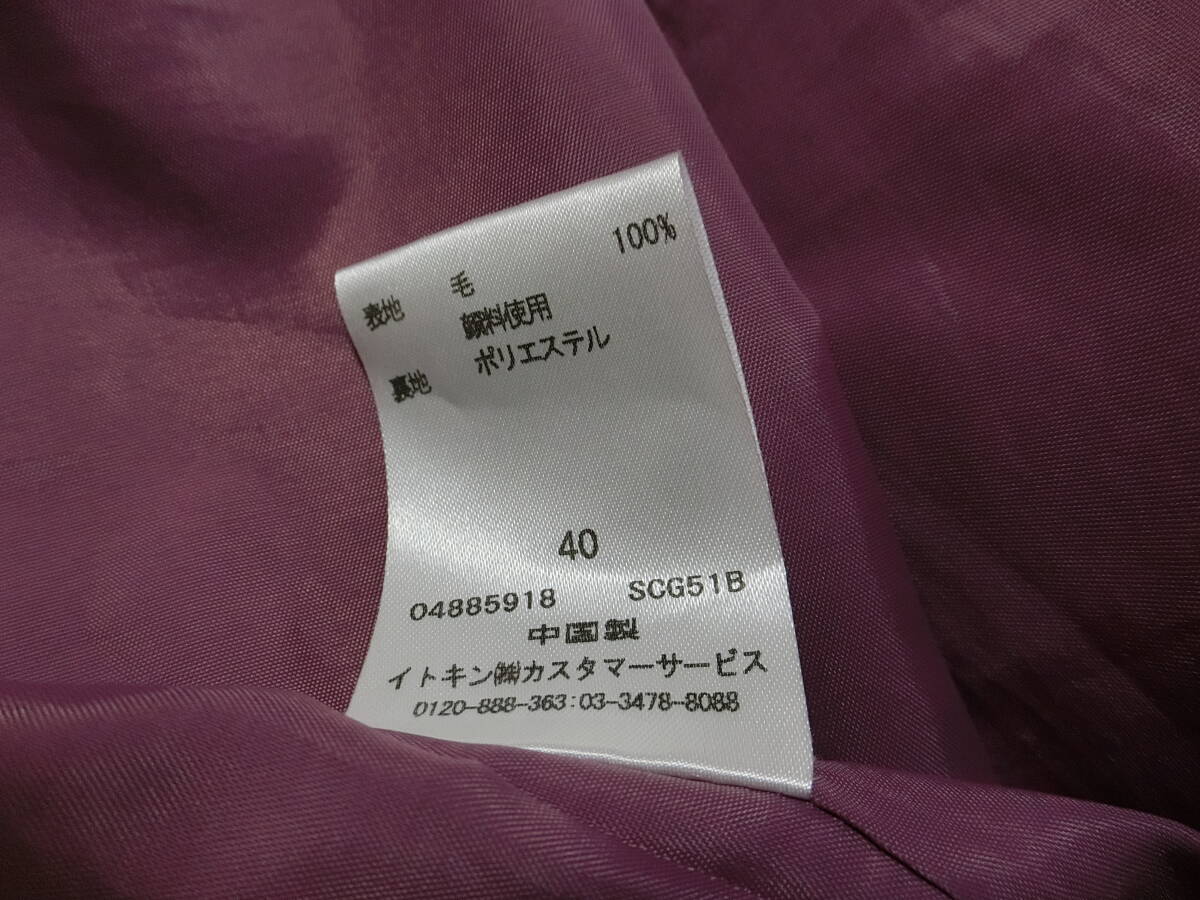 表地 毛 100%
顔料使用
裏地 ポリエステル
40
04885918 SCG51B
中国製
イトキン㈱カスタマーサービス
0120-888-363:03-3478-8088